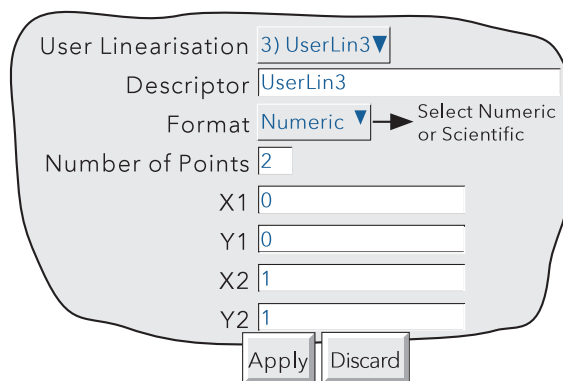 User Linearisation 3) UserLin3
Descriptor UserLin3
Format Numeric Select Numeric
or Scientific
Number of Points 2
X1 0
Y1 0
X2 1
Y2 1
Apply Discard